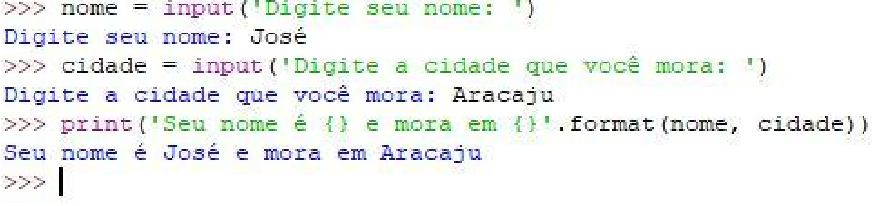 >>> nome = input('Digite seu nome: ')
Digite seu nome: José
>>> cidade = input('Digite a cidade que você mora: ')
Digite a cidade que você mora: Aracaju
>>> print('Seu nome é {} e mora em {}'.format(nome, cidade))
Seu nome é José e mora em Aracaju
>>>